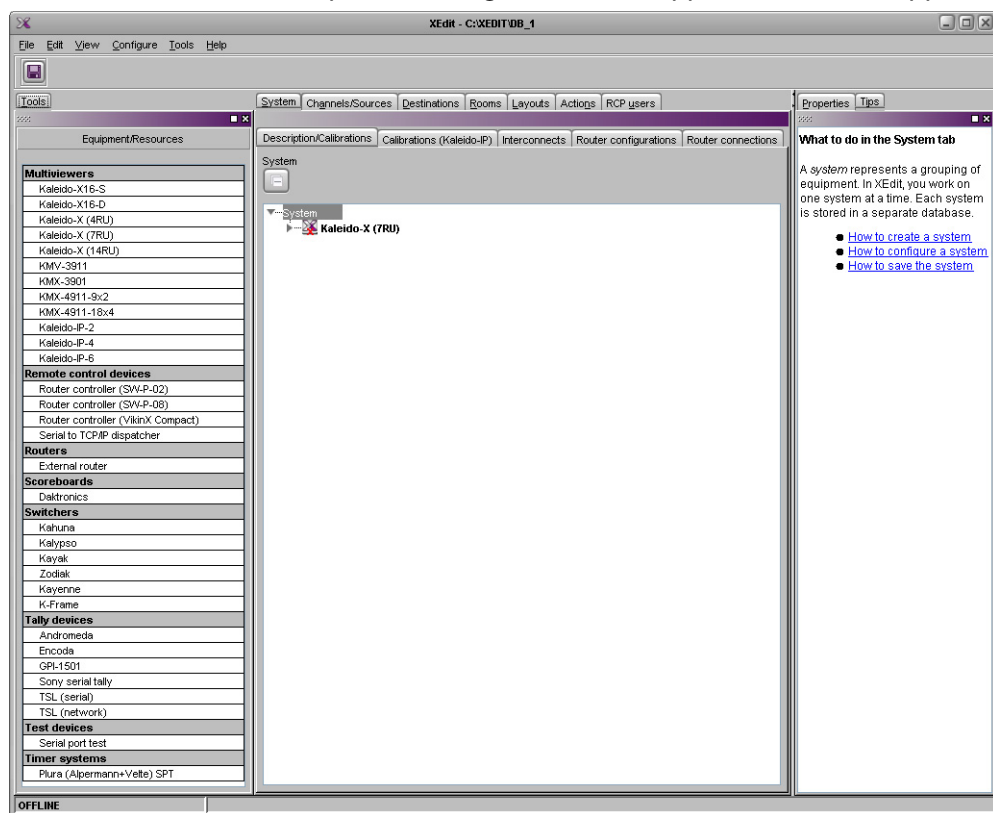 XEdit - C:\XEDIT\DB_1
File Edit View Configure Tools Help
Tools
Equipment/Resources
Multiviewers
Kaleido-X16-S
Kaleido-X16-D
Kaleido-X (4RU)
Kaleido-X (7RU)
Kaleido-X (14RU)
KMV-3911
KMX-3901
KMX-4911-9x2
KMX-4911-18x4
Kaleido-IP-2
Kaleido-IP-4
Kaleido-IP-6
Remote control devices
Router controller (SW-P-02)
Router controller (SW-P-08)
Router controller (VikinX Compact)
Serial to TCP/IP dispatcher
Routers
External router
Scoreboards
Daktronics
Switchers
Kahuna
Kalypso
Kayak
Zodiak
Kayenne
K-Frame
Tally devices
Andromeda
Encoda
GPI-1501
Sony serial tally
TSL (serial)
TSL (network)
Test devices
Serial port test
Timer systems
Plura (Alpermann+Velte) SPT
System Channels/Sources Destinations Rooms Layouts Actions RCP users
Description/Calibrations Calibrations (Kaleido-IP) Interconnects Router configurations Router connections
System
System
Kaleido-X (7RU)
Properties Tips
What to do in the System tab
A system represents a grouping of
equipment. In XEdit, you work on
one system at a time. Each system
is stored in a separate database.
How to create a system
How to configure a system
How to save the system
OFFLINE